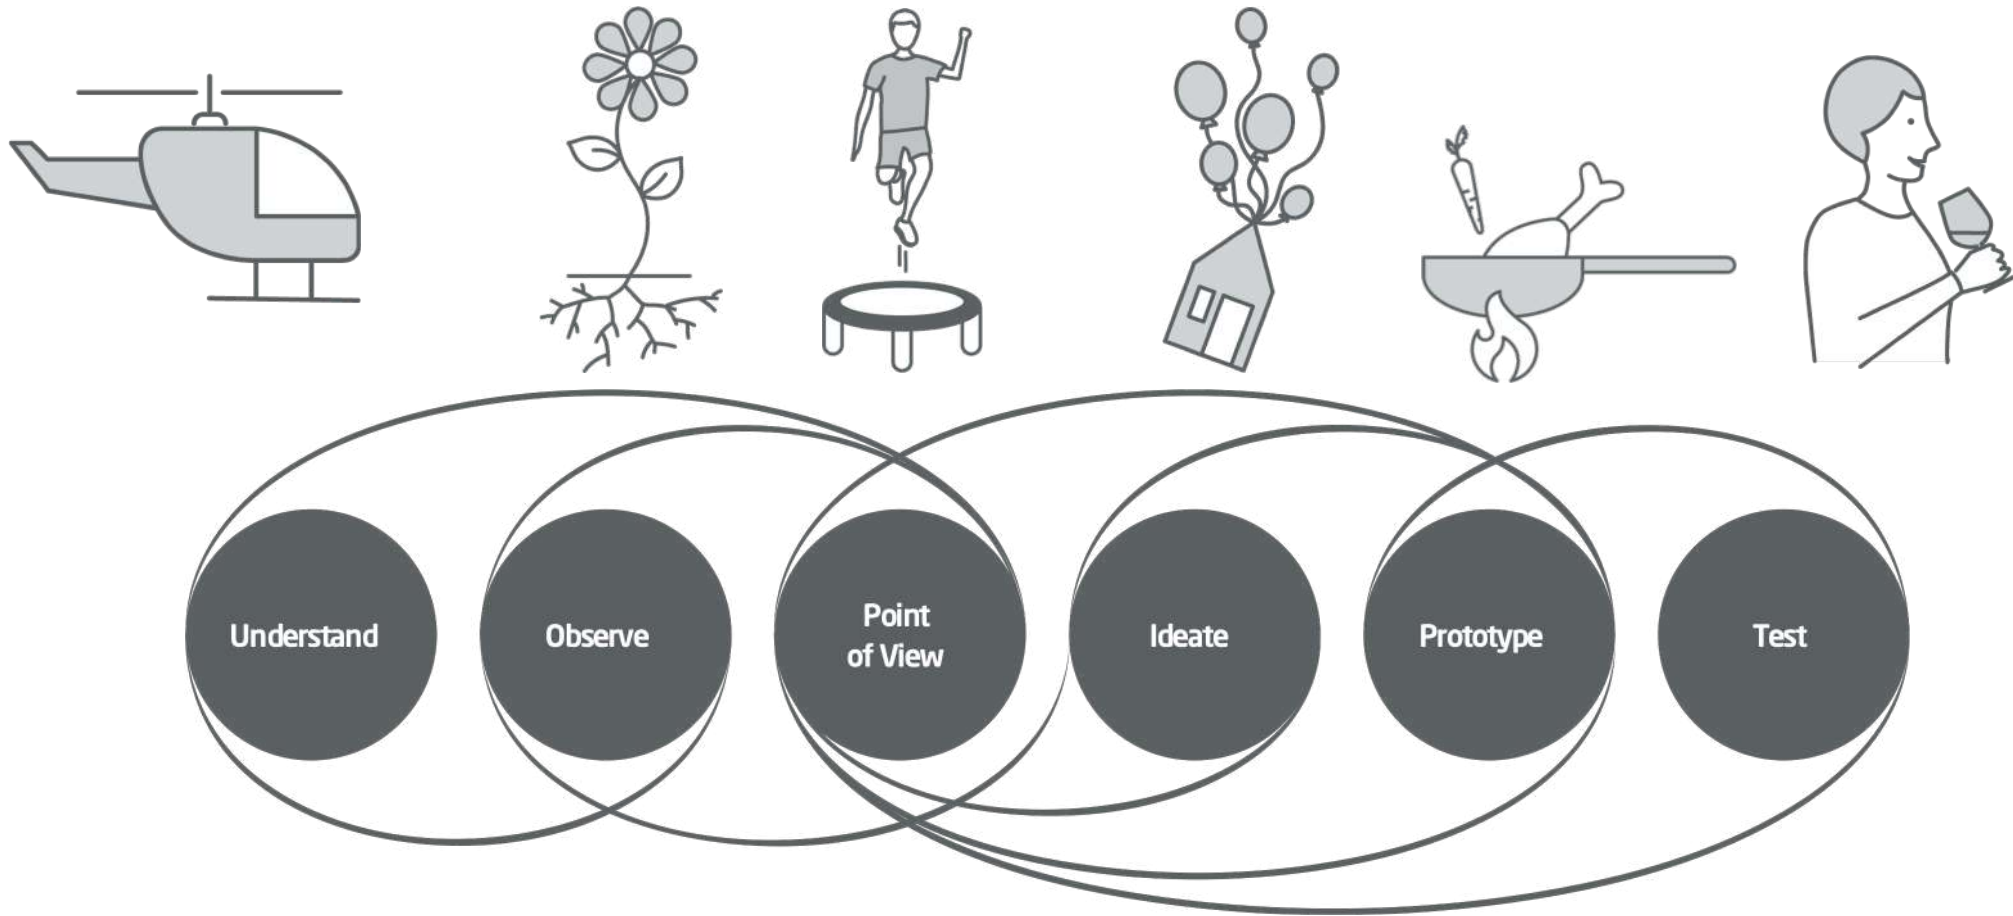 Understand
Observe
Point
of View
Ideate
Prototype
Test